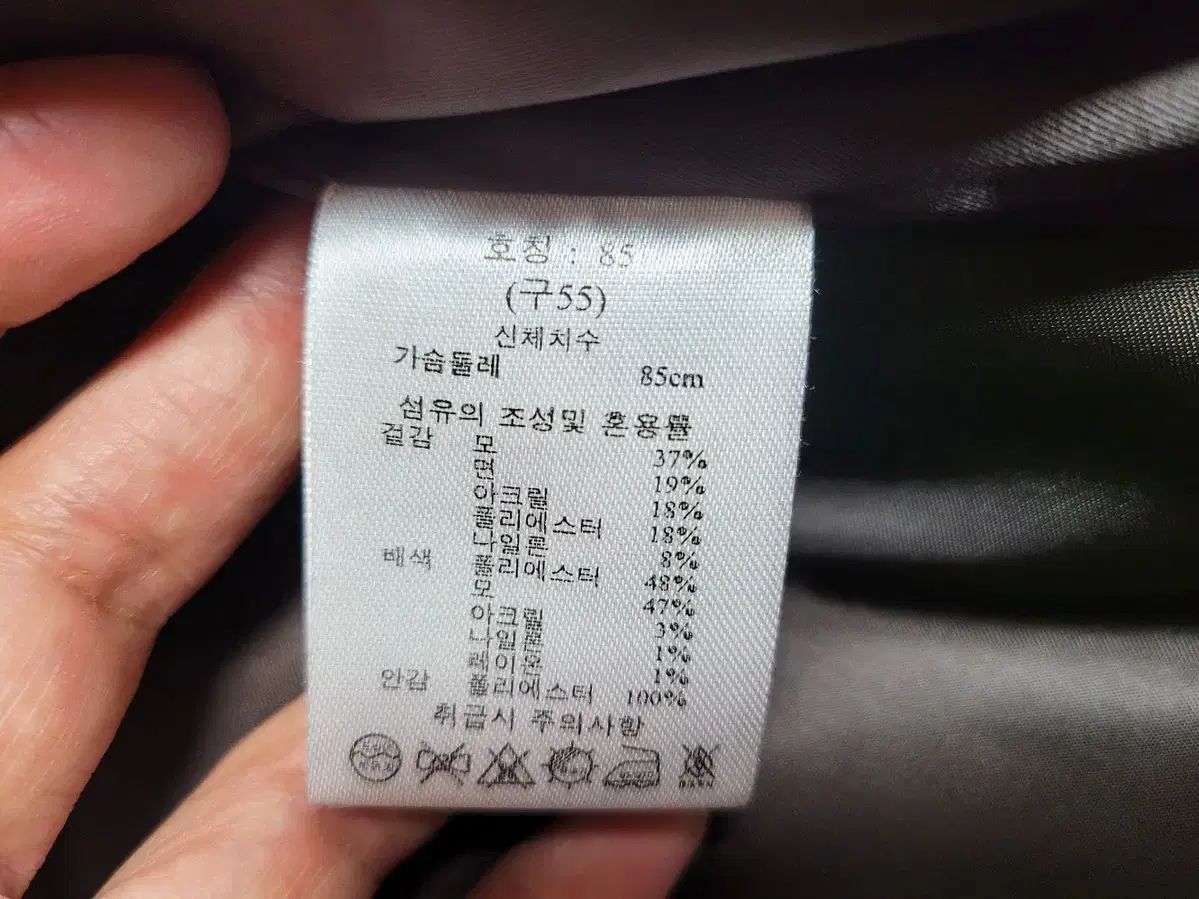 호칭 : 85
(구55)
신체치수
가슴둘레 85cm
섬유의 조성및 혼용률
겉감 모 37%
면 19%
아크릴 18%
폴리에스터 18%
나일론 8%
배색 폴리에스터 48%
모 47%
아크릴 3%
나일론 1%
레이온 1%
안감 폴리에스터 100%
취급시 주의사항